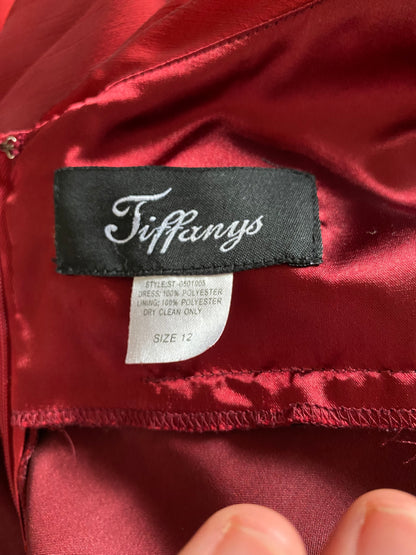 Tiffanys
STYLE:ST-0501005
DRESS: 100% POLYESTER
LINING: 100% POLYESTER
DRY CLEAN ONLY
SIZE 12